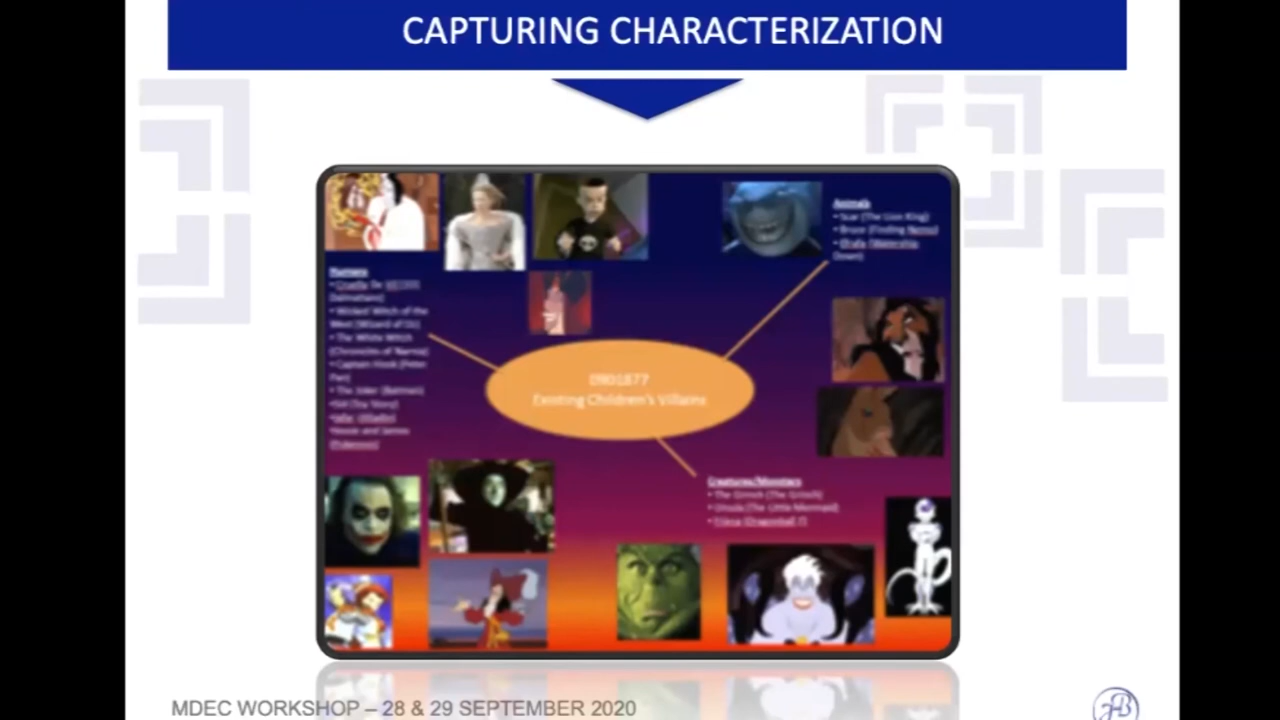 CAPTURING CHARACTERIZATION
Animals
• Scar (The Lion King)
• Bruce (Finding Nemo)
• (Watership
Down)
Humans
• Cruella De
Dalmatians)
• Wicked Witch of the
West (Wizard of Oz)
• The White Witch
(Chronicles of Narnia)
• Captain Hook (Peter
Pan)
• The Joker (Batman)
• Sid (Toy Story)
0901877
Existing Children's Villains
Creatures/Monsters
• The Grinch (The Grinch)
• Ursula (The Little Mermaid)
MDEC WORKSHOP – 28 & 29 SEPTEMBER 2020